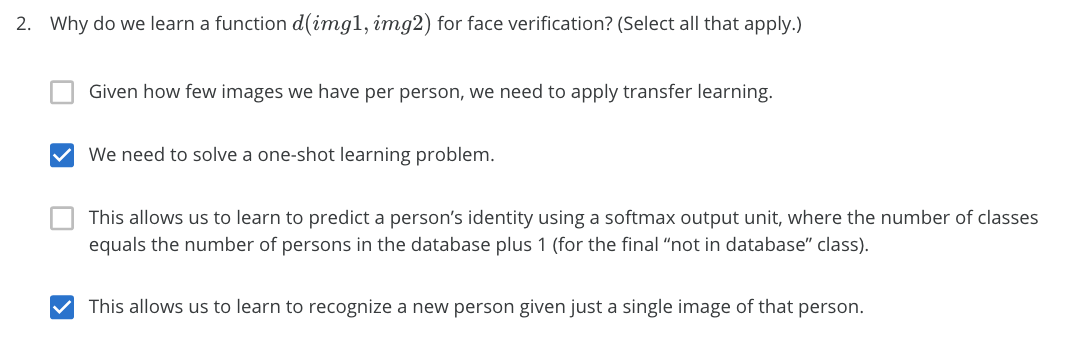 2. Why do we learn a function d(img1, img2) for face verification? (Select all that apply.)
Given how few images we have per person, we need to apply transfer learning.
We need to solve a one-shot learning problem.
This allows us to learn to predict a person’s identity using a softmax output unit, where the number of classes
equals the number of persons in the database plus 1 (for the final “not in database” class).
This allows us to learn to recognize a new person given just a single image of that person.